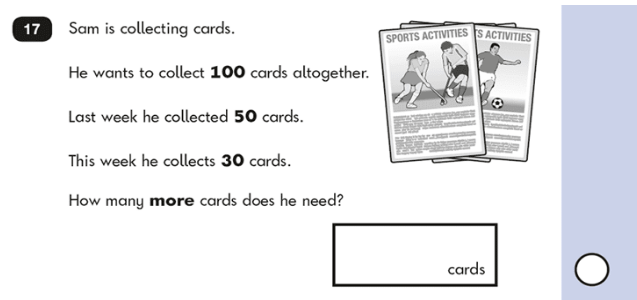 17 Sam is collecting cards.
He wants to collect 100 cards altogether.
Last week he collected 50 cards.
This week he collects 30 cards.
How many more cards does he need?
SPORTS ACTIVITIES
TS ACTIVITIES
cards